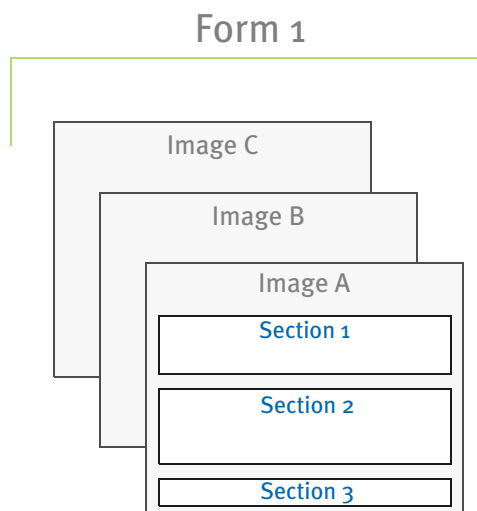 Form 1
Image C
Image B
Image A
Section 1
Section 2
Section 3